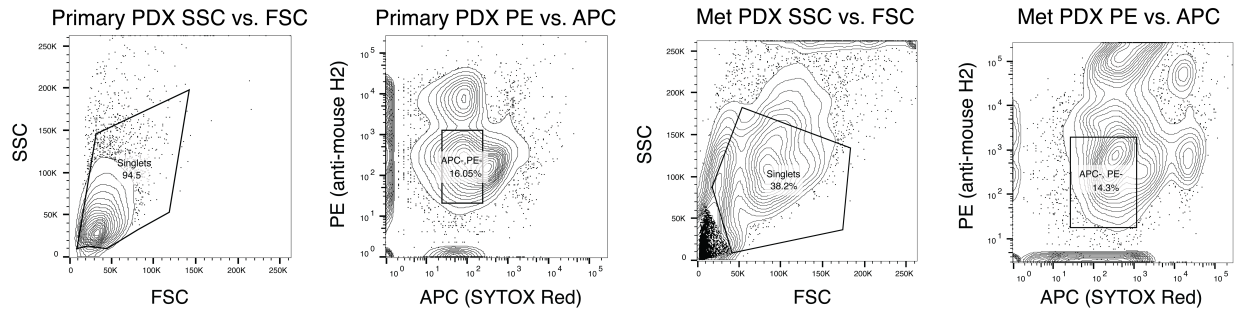 Primary PDX SSC vs. FSC
250K
200K
150K
100K
50K
0
SSC
Singlets
94.5
0
50K
100K
150K
200K
250K
FSC
Primary PDX PE vs. APC
10^5
10^4
10^3
10^2
10^1
10^0
PE (anti-mouse H2)
APC-,PE-
16.05%
10^0
10^1
10^2
10^3
10^4
10^5
APC (SYTOX Red)
Met PDX SSC vs. FSC
250K
200K
150K
100K
50K
0
SSC
Singlets
38.2%
0
50K
100K
150K
200K
250K
FSC
Met PDX PE vs. APC
10^5
10^4
10^3
10^2
10^1
PE (anti-mouse H2)
APC-, PE-
14.3%
10^0
10^1
10^2
10^3
10^4
10^5
APC (SYTOX Red)